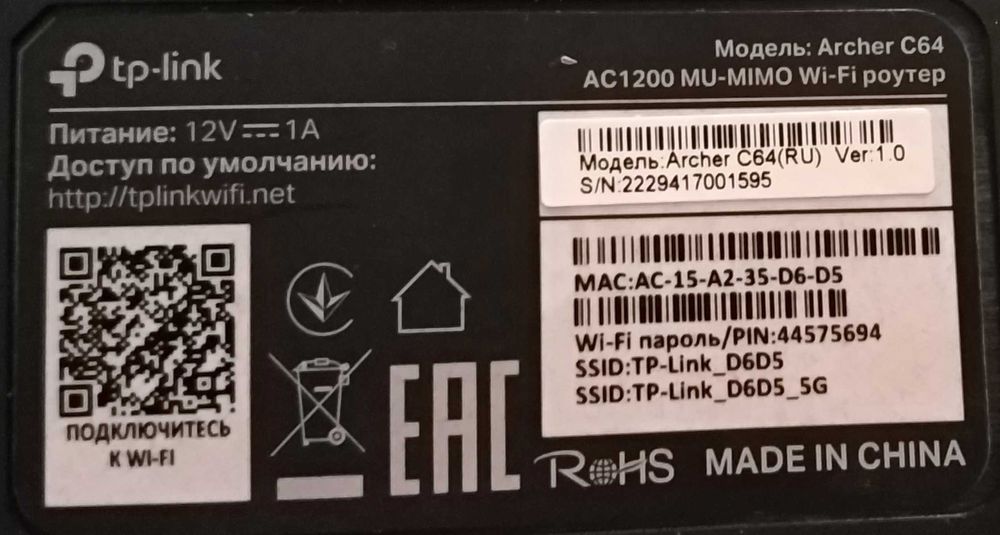 tp-link
Модель: Archer C64
AC1200 MU-MIMO Wi-Fi роутер
Питание: 12V 1A
Доступ по умолчанию:
http://tplinkwifi.net
Модель:Archer C64(RU) Ver:1.0
S/N:2229417001595
MAC:AC-15-A2-35-D6-D5
Wi-Fi пароль/PIN:44575694
SSID:TP-Link_D6D5
SSID:TP-Link_D6D5_5G
ПОДКЛЮЧИТЕСЬ
К WI-FI
EAC
RoHS
MADE IN CHINA